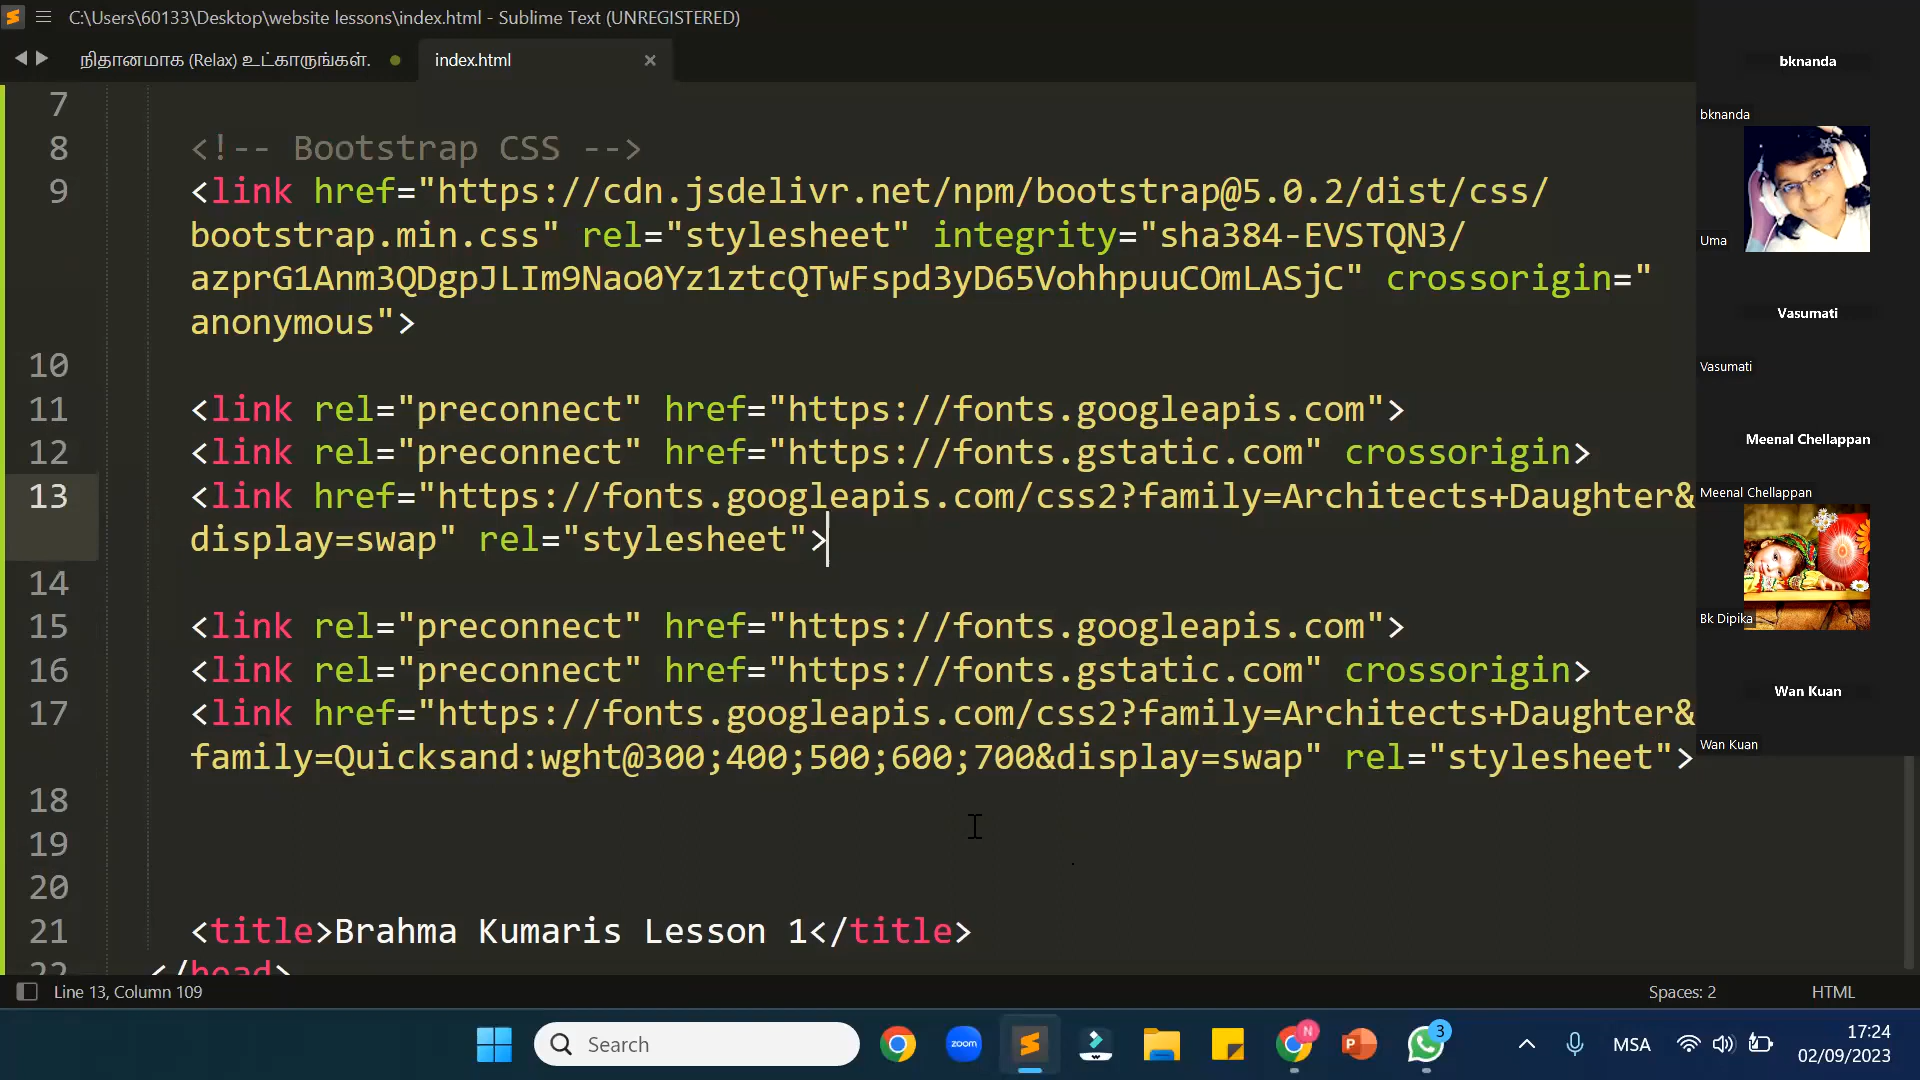 C:\Users\60133\Desktop\website lessons\index.html - Sublime Text (UNREGISTERED)
நிதானமாக (Relax) உட்காருங்கள்.
index.html
7
8 <!-- Bootstrap CSS -->
9 <link href="https://cdn.jsdelivr.net/npm/bootstrap@5.0.2/dist/css/
bootstrap.min.css" rel="stylesheet" integrity="sha384-EVSTQN3/
azprG1Anm3QDgpJLIm9Nao0Yz1ztcQTwFspd3yD65VohhpuuCOmLASjC" crossorigin="
anonymous">
10
11 <link rel="preconnect" href="https://fonts.googleapis.com">
12 <link rel="preconnect" href="https://fonts.gstatic.com" crossorigin>
13 <link href="https://fonts.googleapis.com/css2?family=Architects+Daughter&
display=swap" rel="stylesheet">
14
15 <link rel="preconnect" href="https://fonts.googleapis.com">
16 <link rel="preconnect" href="https://fonts.gstatic.com" crossorigin>
17 <link href="https://fonts.googleapis.com/css2?family=Architects+Daughter&
family=Quicksand:wght@300;400;500;600;700&display=swap" rel="stylesheet">
18
19
20
21 <title>Brahma Kumaris Lesson 1</title>
22 </head>
Line 13, Column 109
Spaces: 2
HTML
bknanda
bknanda
Uma
Vasumati
Vasumati
Meenal Chellappan
Meenal Chellappan
Bk Dipika
Wan Kuan
Wan Kuan
Search
zoom
N
P
3
MSA
17:24
02/09/2023